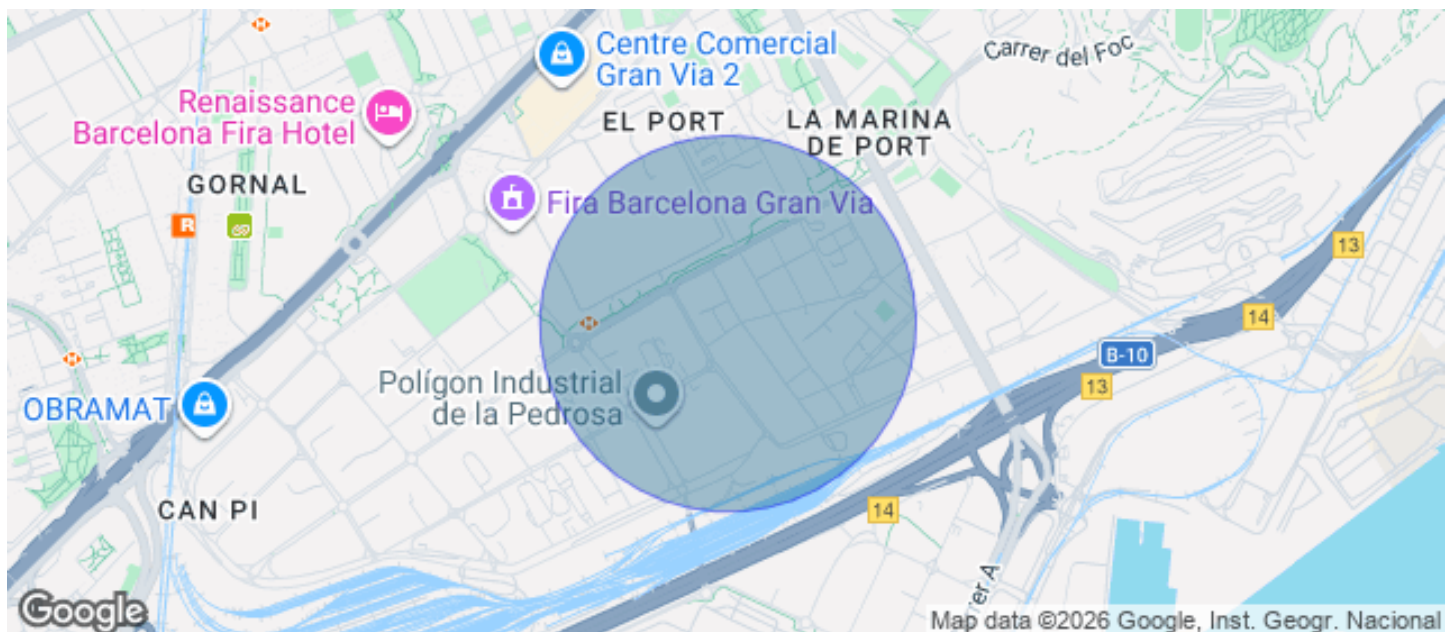 Centre Comercial
Gran Via 2
Carrer del Foc
Renaissance
Barcelona Fira Hotel
EL PORT
LA MARINA
DE PORT
GORNAL
R
Fira Barcelona Gran Via
13
14
B-10
13
Polígon Industrial
de la Pedrosa
OBRAMAT
CAN PI
14
er A
Google
Map data ©2026 Google, Inst. Geogr. Nacional